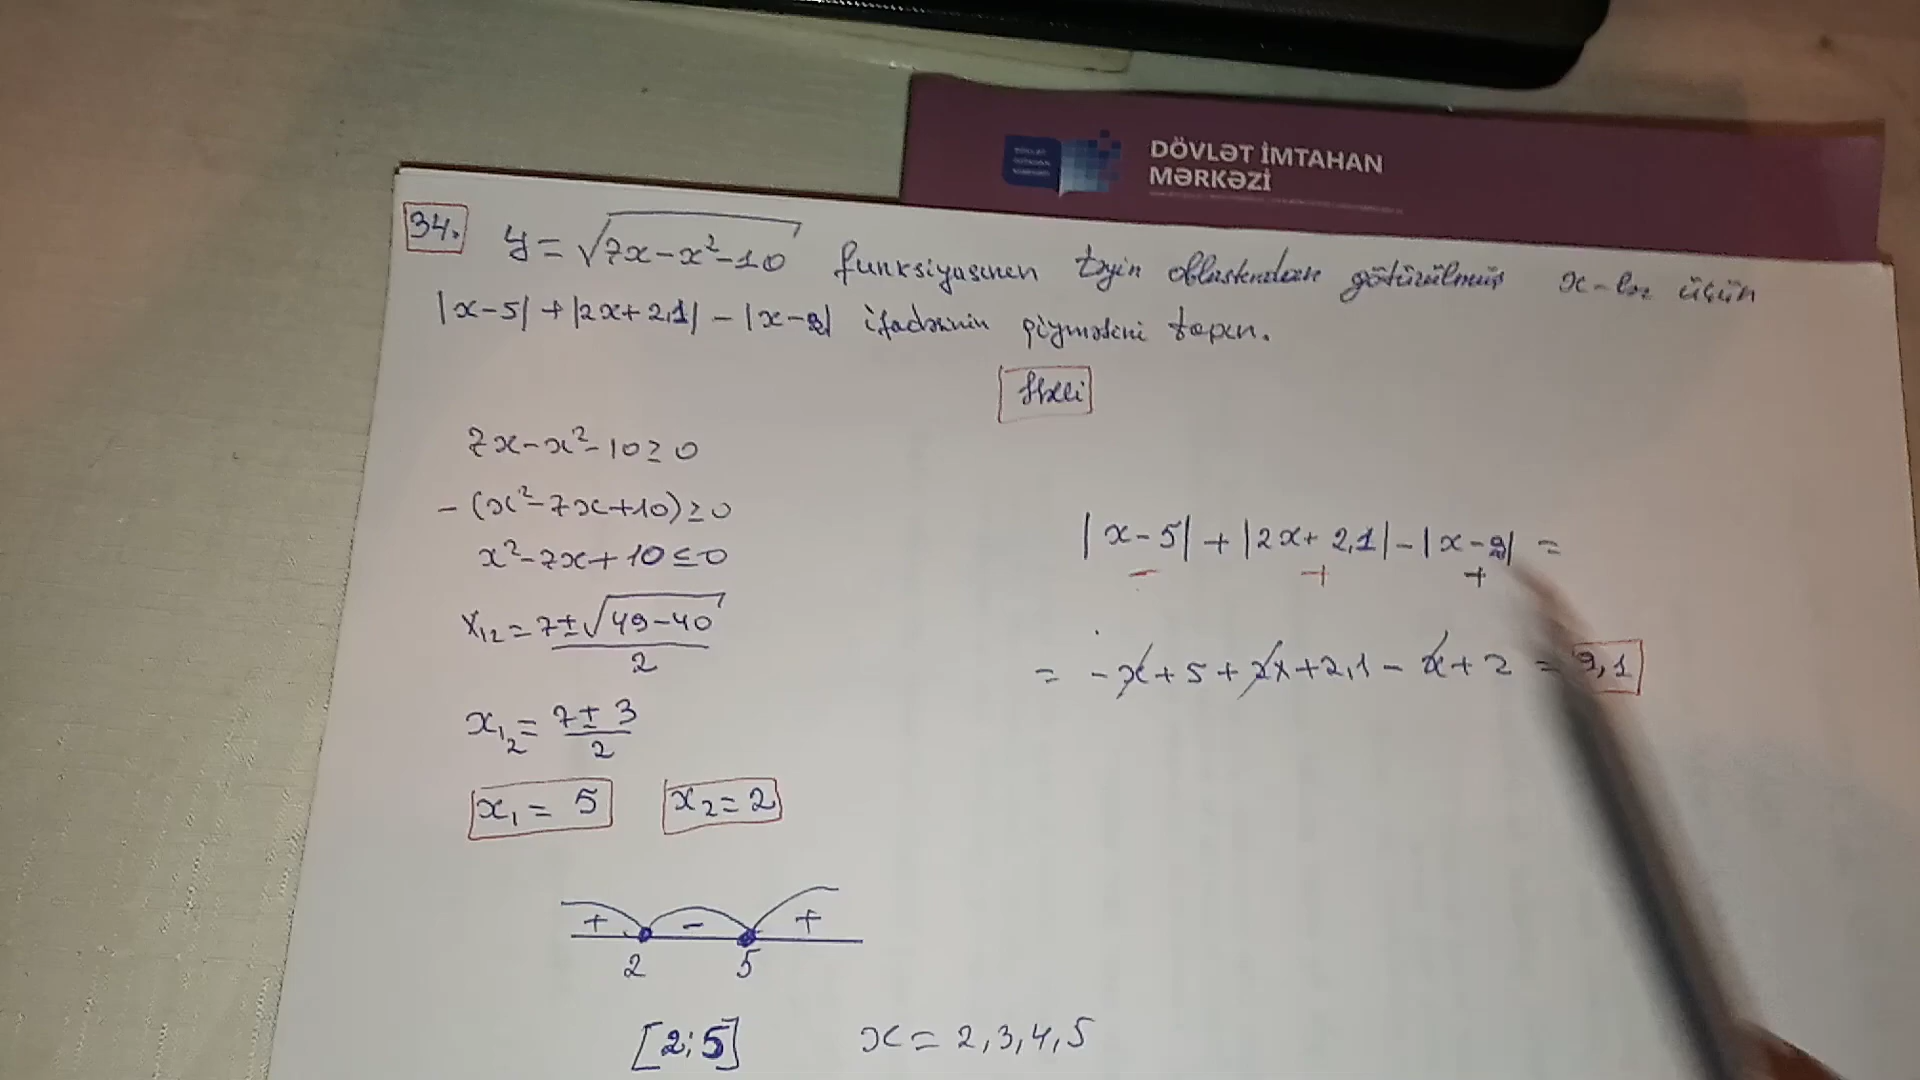 DÖVLƏT İMTAHAN
MƏRKƏZİ
34. y = √(7x-x²-10) funksiyasının təyin oblastından götürülmüş x-lər üçün
|x-5| + |2x+2,1| - |x-2| ifadəsinin qiymətini tapın.
Həlli
7x-x²-10≥0
-(x²-7x+10)≥0
x²-7x+10≤0
x₁₂ = (7±√(49-40))/2
x₁₂ = (7±3)/2
x₁ = 5 x₂ = 2
+ - +
2 5
[2;5] x = 2,3,4,5
|x-5| + |2x+2,1| - |x-2| =
- + +
= -x+5+2x+2,1-x+2 = 9,1